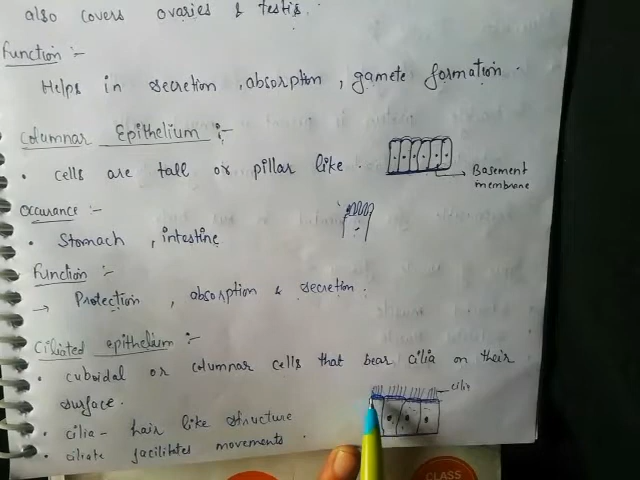 also covers ovaries & testis.
Function :-
Helps in secretion, absorption, gamete formation.
Columnar Epithelium :-
• cells are tall or pillar like.
Basement
membrane
Occurance :-
• Stomach, intestine
Function :-
→ Protection, absorption & secretion.
Ciliated epithelium :-
• cuboidal or columnar cells that bear cilia on their
surface.
cilia
• cilia - hair like structure
• ciliate facilitates movements.
CLASS